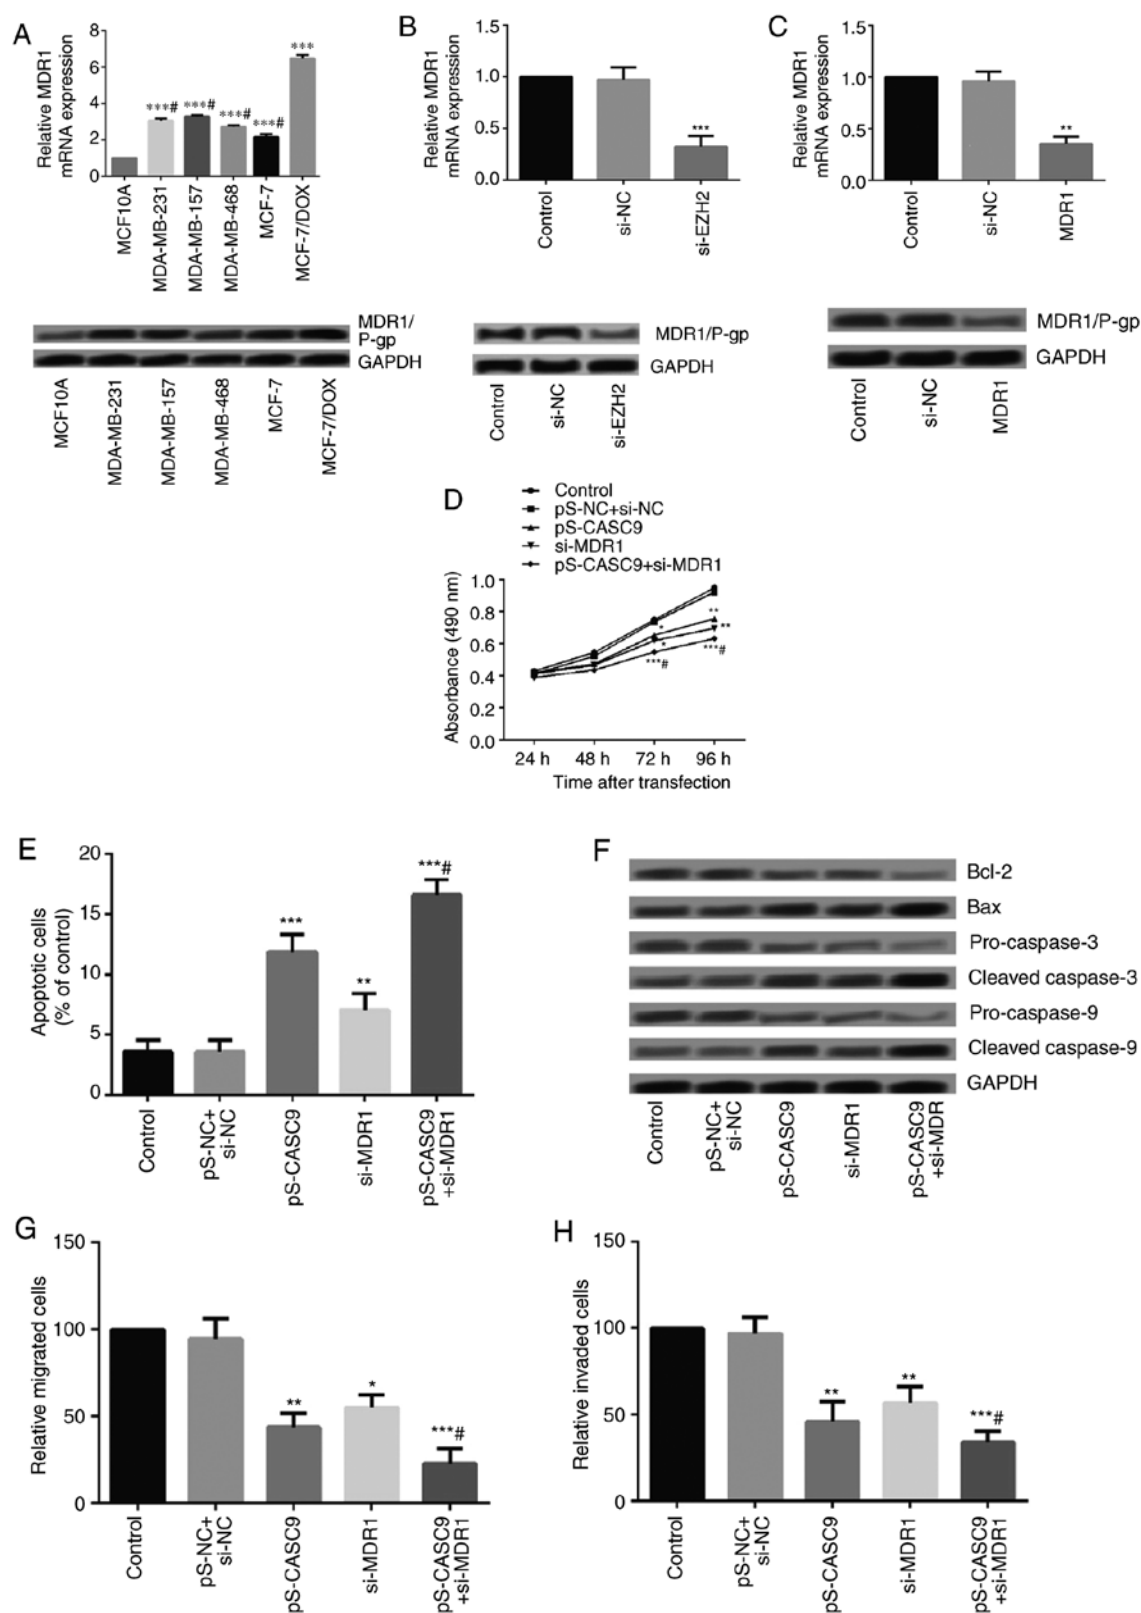 A
Relative MDR1
mRNA expression
8
6
4
2
0
***#
***#
***#
***#
***
MCF10A
MDA-MB-231
MDA-MB-157
MDA-MB-468
MCF-7
MCF-7/DOX
MDR1/
P-gp
GAPDH
MCF10A
MDA-MB-231
MDA-MB-157
MDA-MB-468
MCF-7
MCF-7/DOX
B
Relative MDR1
mRNA expression
1.5
1.0
0.5
0.0
***
Control
si-NC
si-EZH2
MDR1/P-gp
GAPDH
Control
si-NC
si-EZH2
C
Relative MDR1
mRNA expression
1.5
1.0
0.5
0.0
**
Control
si-NC
MDR1
MDR1/P-gp
GAPDH
Control
si-NC
MDR1
D
Control
pS-NC+si-NC
pS-CASC9
si-MDR1
pS-CASC9+si-MDR1
Absorbance (490 nm)
1.0
0.8
0.6
0.4
0.2
0.0
*
*
***#
**
**
***#
24 h
48 h
72 h
96 h
Time after transfection
E
Apoptotic cells
(% of control)
20
15
10
5
0
***
**
***#
Control
pS-NC+
si-NC
pS-CASC9
si-MDR1
pS-CASC9
+si-MDR1
F
Bcl-2
Bax
Pro-caspase-3
Cleaved caspase-3
Pro-caspase-9
Cleaved caspase-9
GAPDH
Control
pS-NC+
si-NC
pS-CASC9
si-MDR1
pS-CASC9
+si-MDR
G
Relative migrated cells
150
100
50
0
**
*
***#
Control
pS-NC+
si-NC
pS-CASC9
si-MDR1
pS-CASC9
+si-MDR1
H
Relative invaded cells
150
100
50
0
**
**
***#
Control
pS-NC+
si-NC
pS-CASC9
si-MDR1
pS-CASC9
+si-MDR1